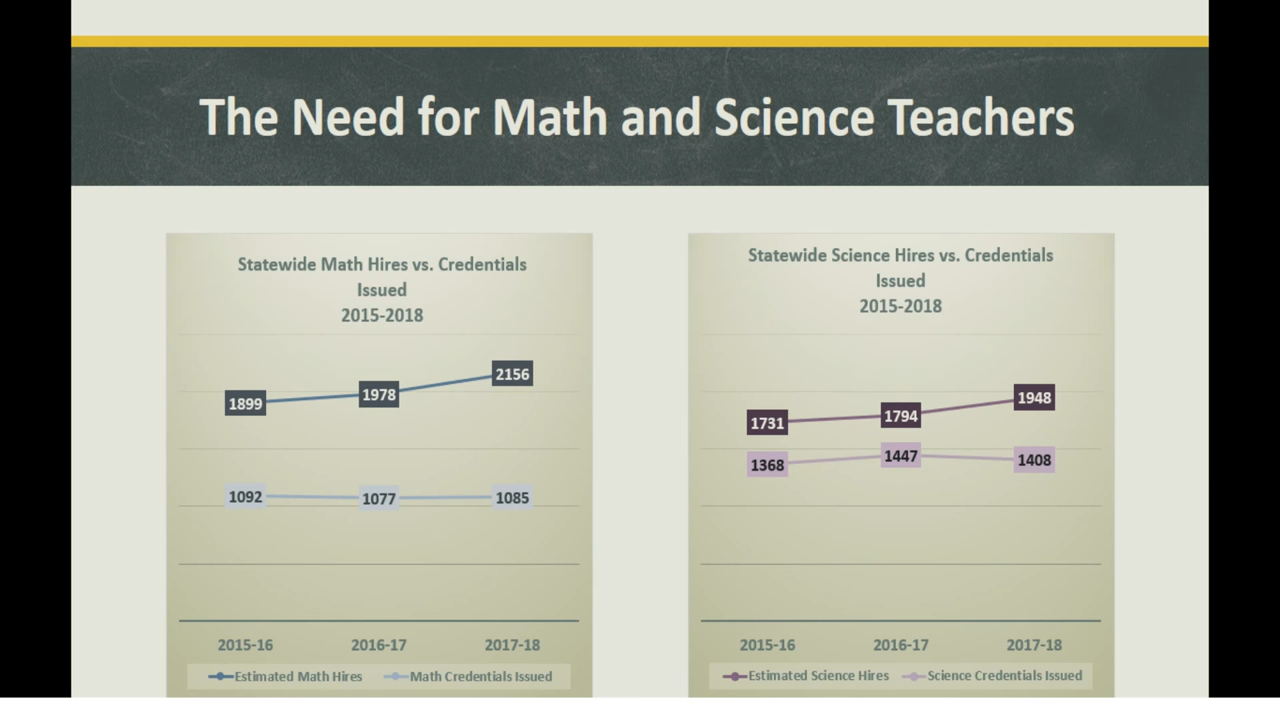 The Need for Math and Science Teachers
Statewide Math Hires vs. Credentials
Issued
2015-2018
1899
1978
2156
1092
1077
1085
2015-16 2016-17 2017-18
Estimated Math Hires Math Credentials Issued
Statewide Science Hires vs. Credentials
Issued
2015-2018
1731
1794
1948
1368
1447
1408
2015-16 2016-17 2017-18
Estimated Science Hires Science Credentials Issued